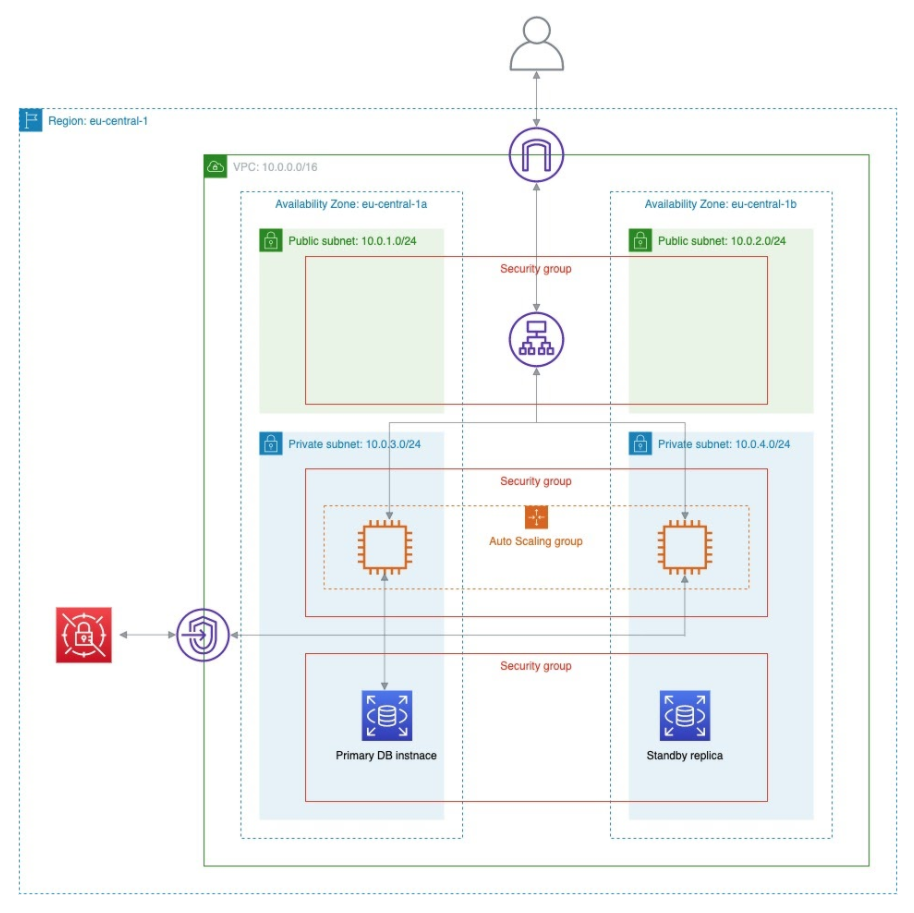 Region: eu-central-1
VPC: 10.0.0.0/16
Availability Zone: eu-central-1a
Availability Zone: eu-central-1b
Public subnet: 10.0.1.0/24
Public subnet: 10.0.2.0/24
Security group
Private subnet: 10.0.3.0/24
Private subnet: 10.0.4.0/24
Security group
Auto Scaling group
Security group
Primary DB instnace
Standby replica